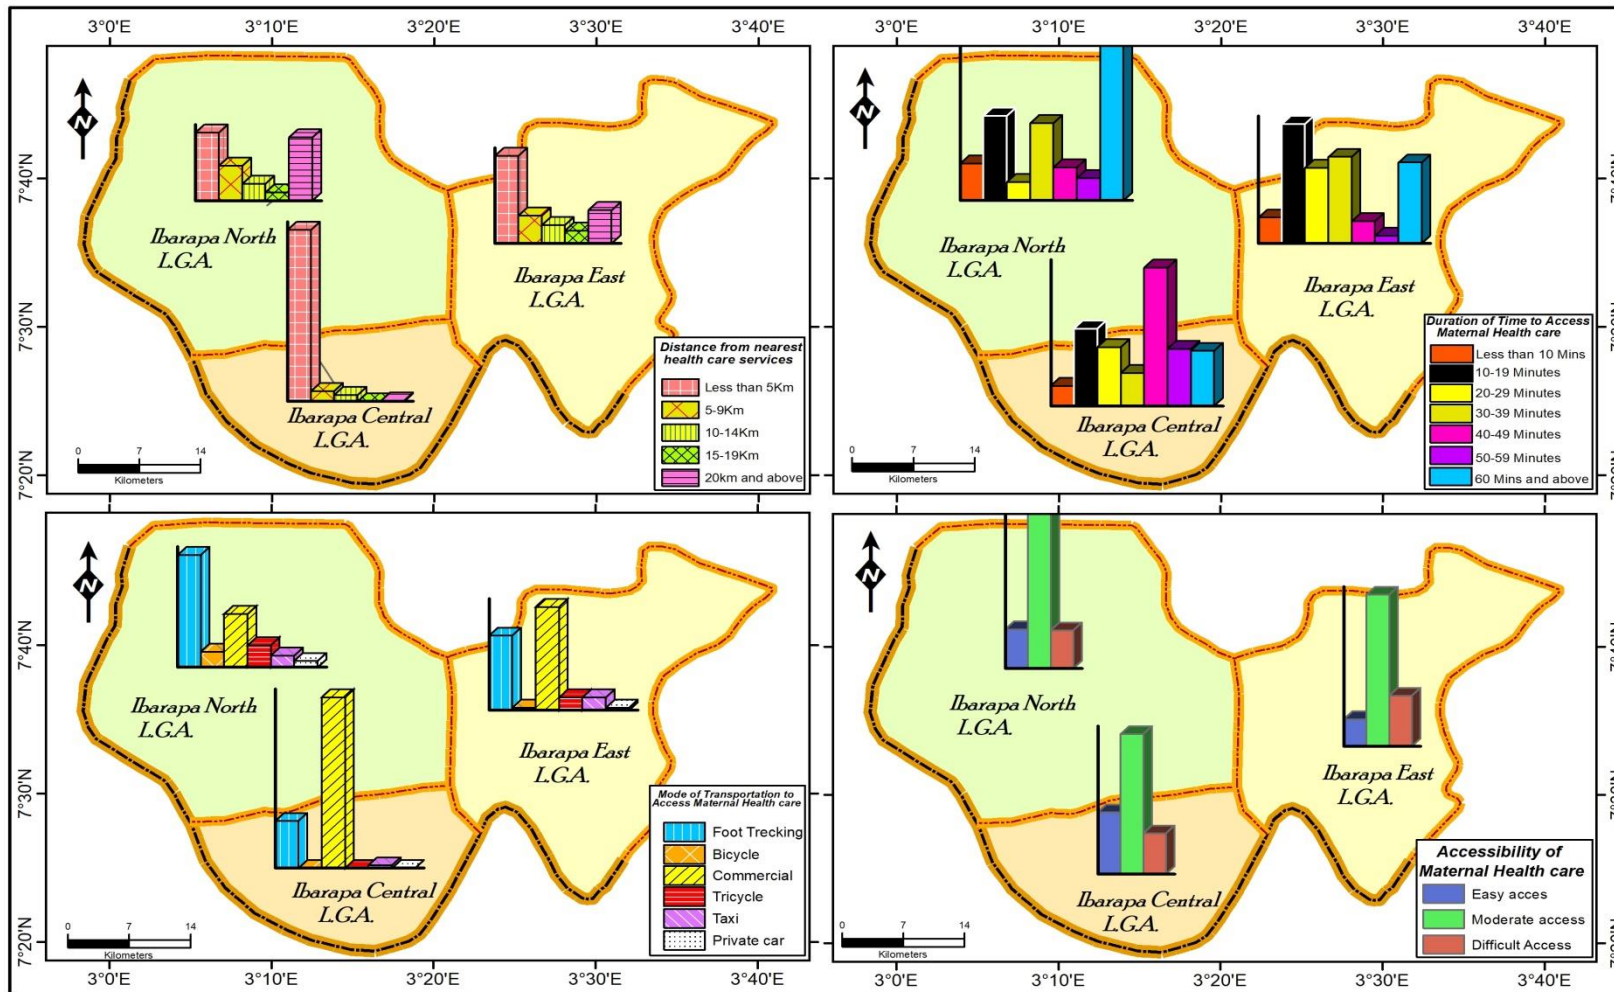 3°0'E 3°10'E 3°20'E 3°30'E 3°40'E
3°0'E 3°10'E 3°20'E 3°30'E 3°40'E
7°40'N
7°30'N
7°20'N
N
Ibarapa North
L.G.A.
Ibarapa East
L.G.A.
Ibarapa Central
L.G.A.
0 7 14
Kilometers
Distance from nearest
health care services
Less than 5Km
5-9Km
10-14Km
15-19Km
20km and above
N
Ibarapa North
L.G.A.
Ibarapa East
L.G.A.
Ibarapa Central
L.G.A.
0 7 14
Kilometers
Duration of Time to Access
Maternal Health care
Less than 10 Mins
10-19 Minutes
20-29 Minutes
30-39 Minutes
40-49 Minutes
50-59 Minutes
60 Mins and above
7°40'N
7°30'N
7°20'N
N
Ibarapa North
L.G.A.
Ibarapa East
L.G.A.
Ibarapa Central
L.G.A.
0 7 14
Kilometers
Mode of Transportation to
Access Maternal Health care
Foot Trecking
Bicycle
Commercial
Tricycle
Taxi
Private car
N
Ibarapa North
L.G.A.
Ibarapa East
L.G.A.
Ibarapa Central
L.G.A.
0 7 14
Kilometers
Accessibility of
Maternal Health care
Easy acces
Moderate access
Difficult Access
3°0'E 3°10'E 3°20'E 3°30'E 3°40'E
3°0'E 3°10'E 3°20'E 3°30'E 3°40'E